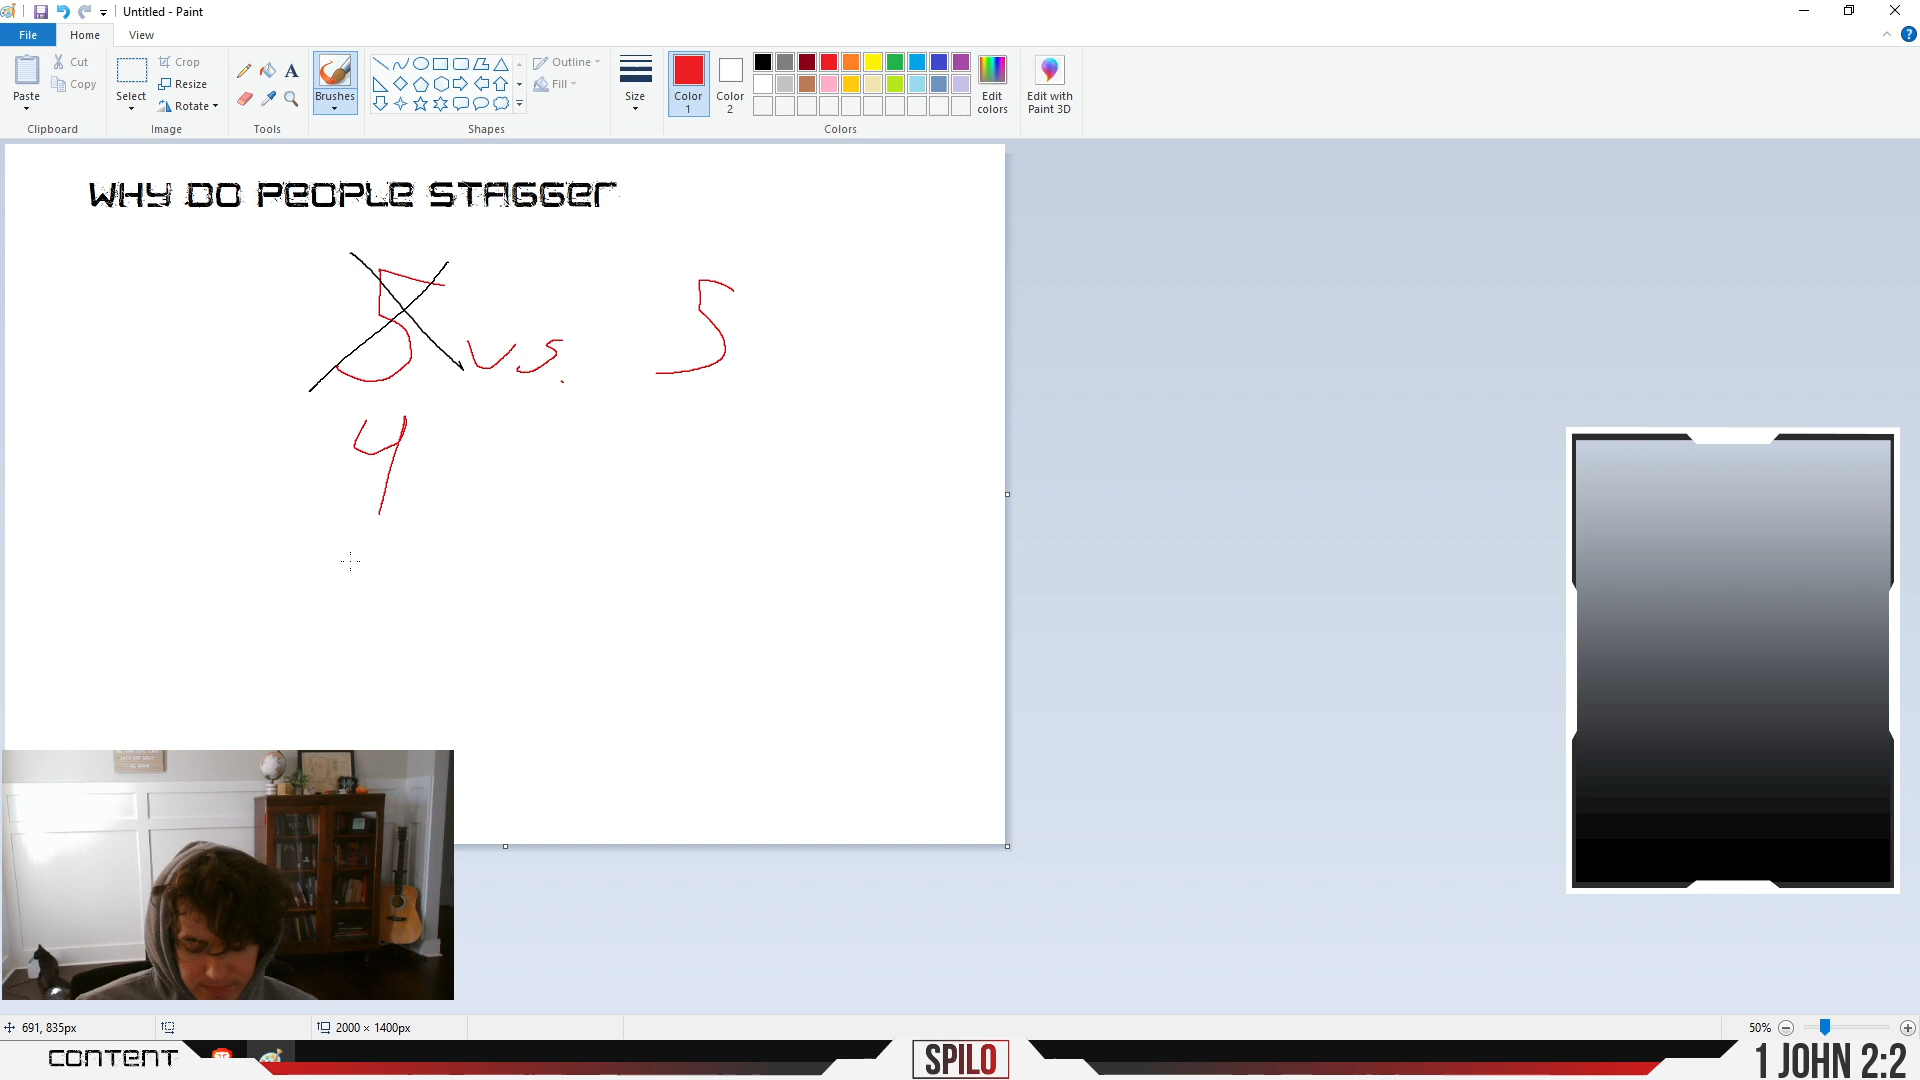 Untitled - Paint
File
Home
View
Paste
Cut
Copy
Clipboard
Select
Crop
Resize
Rotate
Image
A
Tools
Brushes
Shapes
Outline
Fill
Size
Color 1
Color 2
Edit colors
Colors
Edit with Paint 3D
?
WHY DO PEOPLE STAGGER
5 v.s. 5
4
691, 835px
2000 × 1400px
50%
CONTENT
SPILO
1 JOHN 2:2